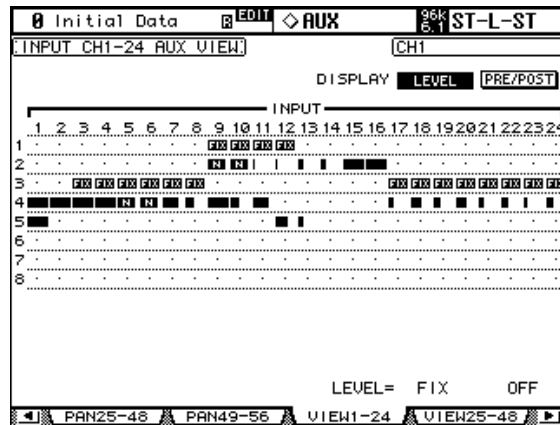 0 Initial Data R EDIT ◇AUX 96k 6.1 ST-L-ST
INPUT CH1-24 AUX VIEW CH1
DISPLAY LEVEL PRE/POST
INPUT
1 2 3 4 5 6 7 8 9 10 11 12 13 14 15 16 17 18 19 20 21 22 23 24
1 FIX FIX FIX FIX
2 N N
3 FIX FIX FIX FIX FIX FIX FIX FIX FIX FIX FIX FIX FIX FIX
4 N N
5
6
7
8
LEVEL= FIX OFF
PAN25-48 PAN49-56 VIEW1-24 VIEW25-48